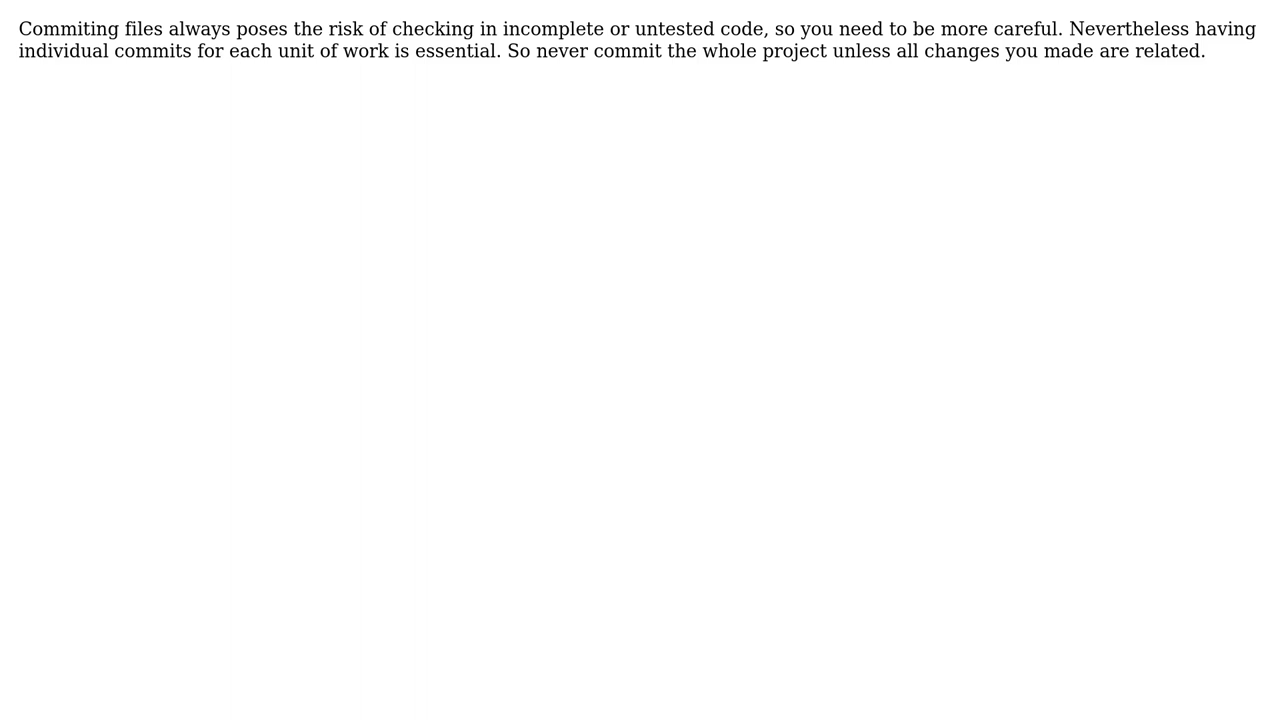 Commiting files always poses the risk of checking in incomplete or untested code, so you need to be more careful. Nevertheless having
individual commits for each unit of work is essential. So never commit the whole project unless all changes you made are related.